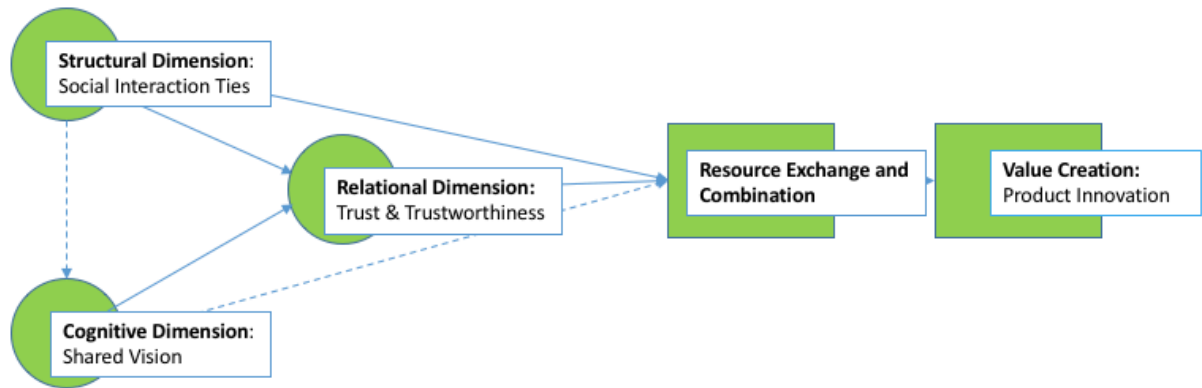 Structural Dimension:
Social Interaction Ties
Relational Dimension:
Trust & Trustworthiness
Resource Exchange and
Combination
Value Creation:
Product Innovation
Cognitive Dimension:
Shared Vision